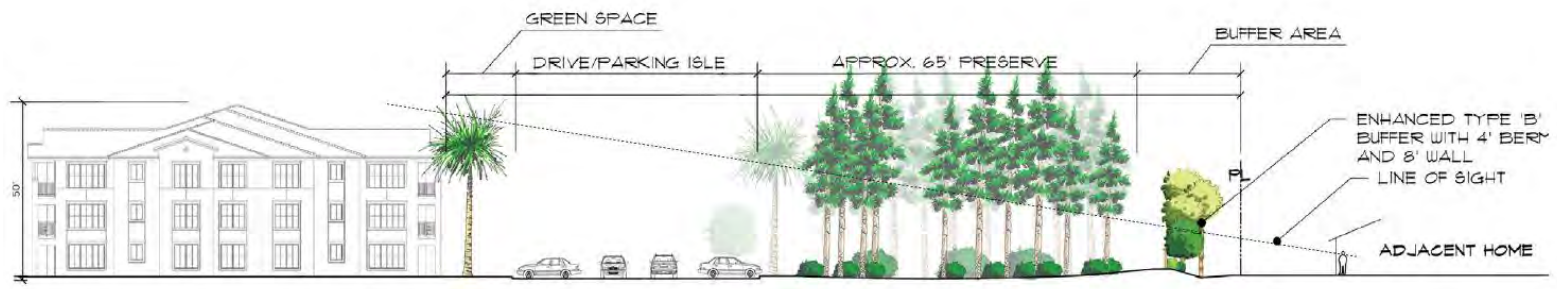 GREEN SPACE
BUFFER AREA
DRIVE/PARKING ISLE
APPROX. 65' PRESERVE
ENHANCED TYPE 'B'
BUFFER WITH 4' BERM
AND 8' WALL
PL
LINE OF SIGHT
50'
ADJACENT HOME